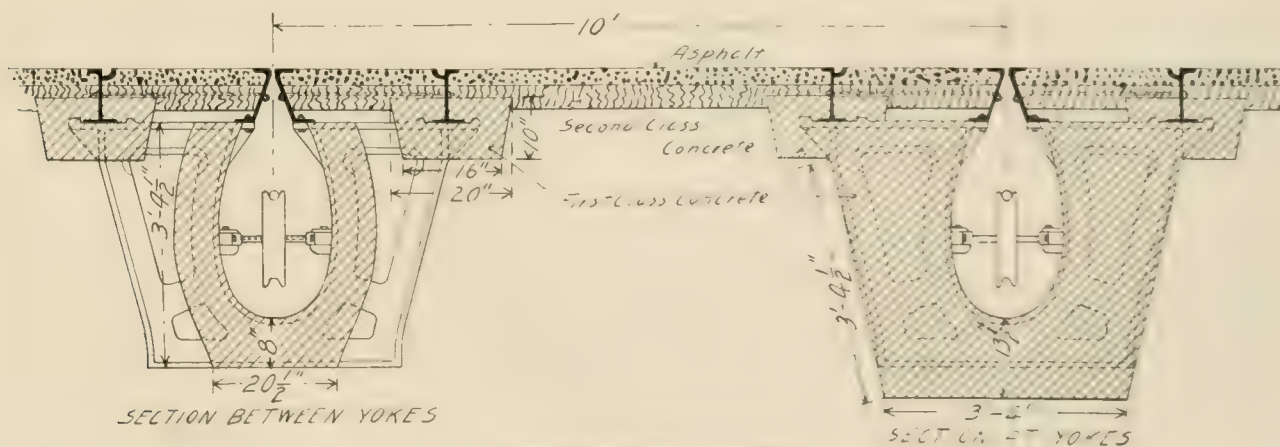 10'
Asphalt
Second Class
Concrete
10"
16"
20"
First Class Concrete
3'-4½"
8"
20½"
SECTION BETWEEN YOKES
3'-4½"
SECTION AT YOKES